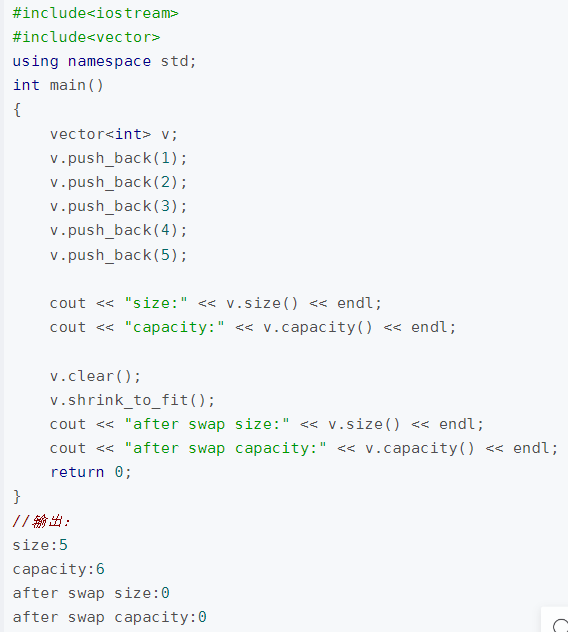 #include<iostream>
#include<vector>
using namespace std;
int main()
{
    vector<int> v;
    v.push_back(1);
    v.push_back(2);
    v.push_back(3);
    v.push_back(4);
    v.push_back(5);

    cout << "size:" << v.size() << endl;
    cout << "capacity:" << v.capacity() << endl;

    v.clear();
    v.shrink_to_fit();
    cout << "after swap size:" << v.size() << endl;
    cout << "after swap capacity:" << v.capacity() << endl;
    return 0;
}
//输出：
size:5
capacity:6
after swap size:0
after swap capacity:0